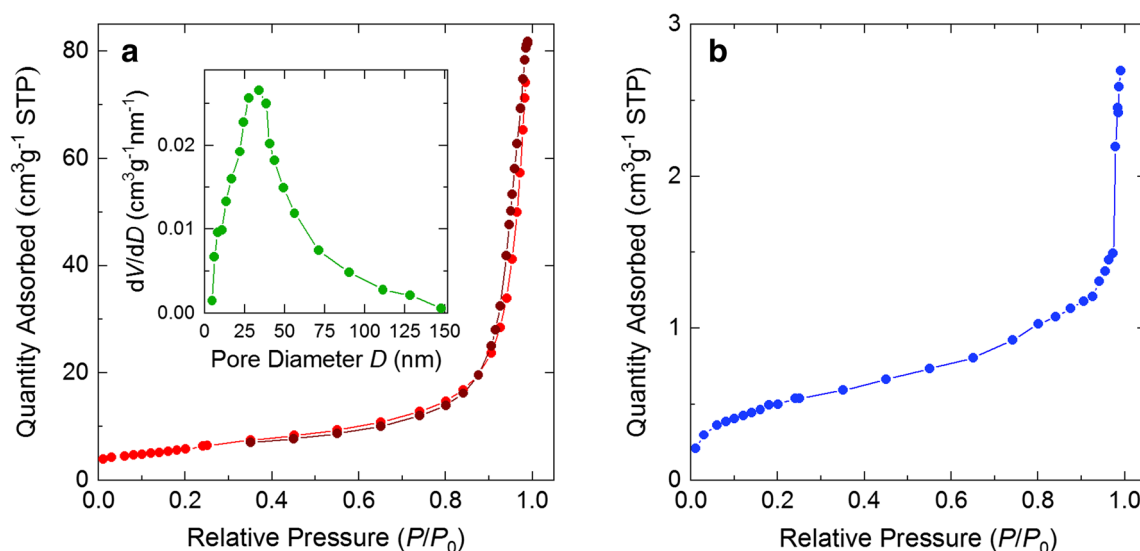 a
Quantity Adsorbed (cm³g⁻¹ STP)
80
60
40
20
0
0.0 0.2 0.4 0.6 0.8 1.0
Relative Pressure (P/P₀)
dV/dD (cm³g⁻¹nm⁻¹)
0.02
0.01
0.00
0 25 50 75 100 125 150
Pore Diameter D (nm)
b
Quantity Adsorbed (cm³g⁻¹ STP)
3
2
1
0
0.0 0.2 0.4 0.6 0.8 1.0
Relative Pressure (P/P₀)